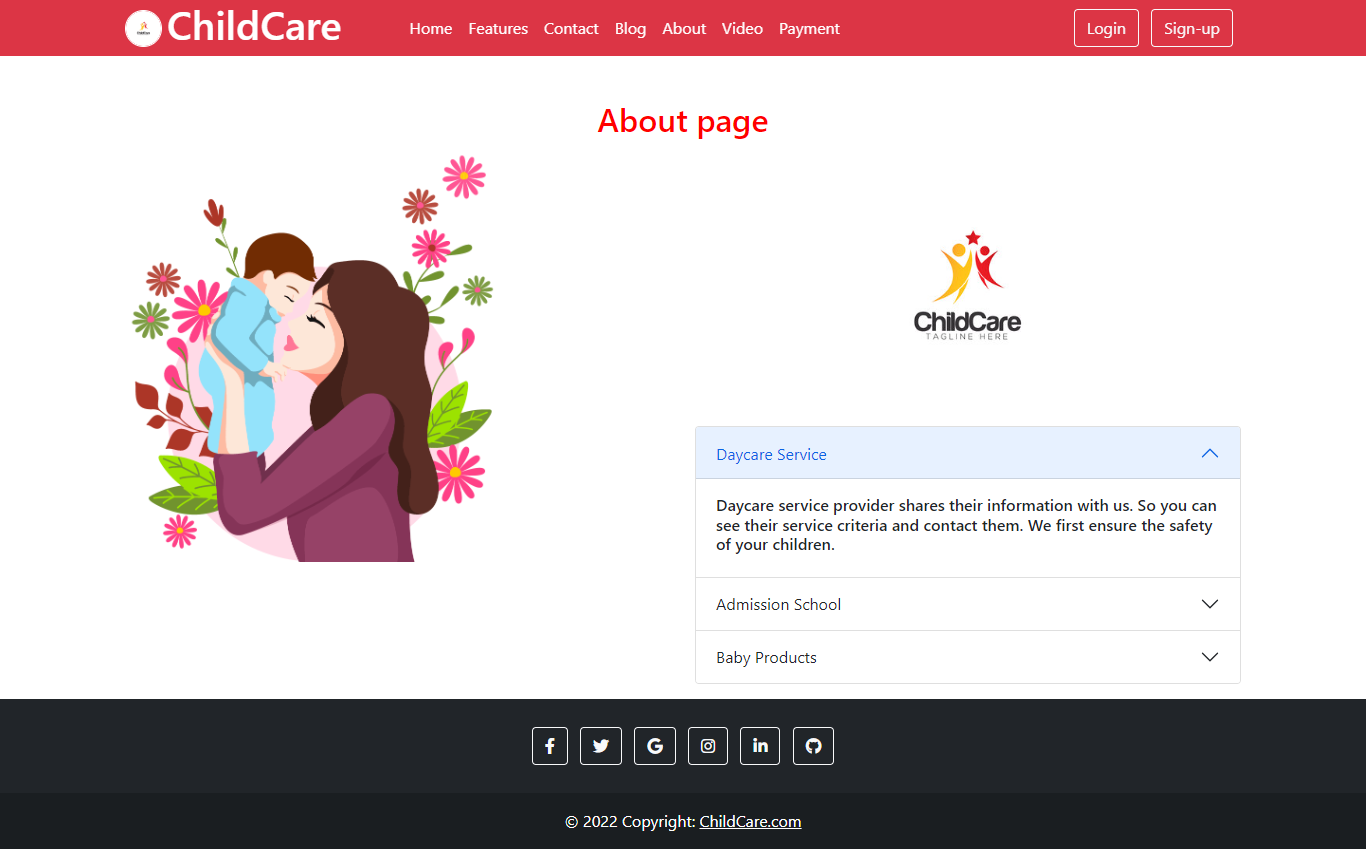 ChildCare
Home Features Contact Blog About Video Payment
Login Sign-up
About page
ChildCare
TAGLINE HERE
Daycare Service
Daycare service provider shares their information with us. So you can
see their service criteria and contact them. We first ensure the safety
of your children.
Admission School
Baby Products
© 2022 Copyright: ChildCare.com